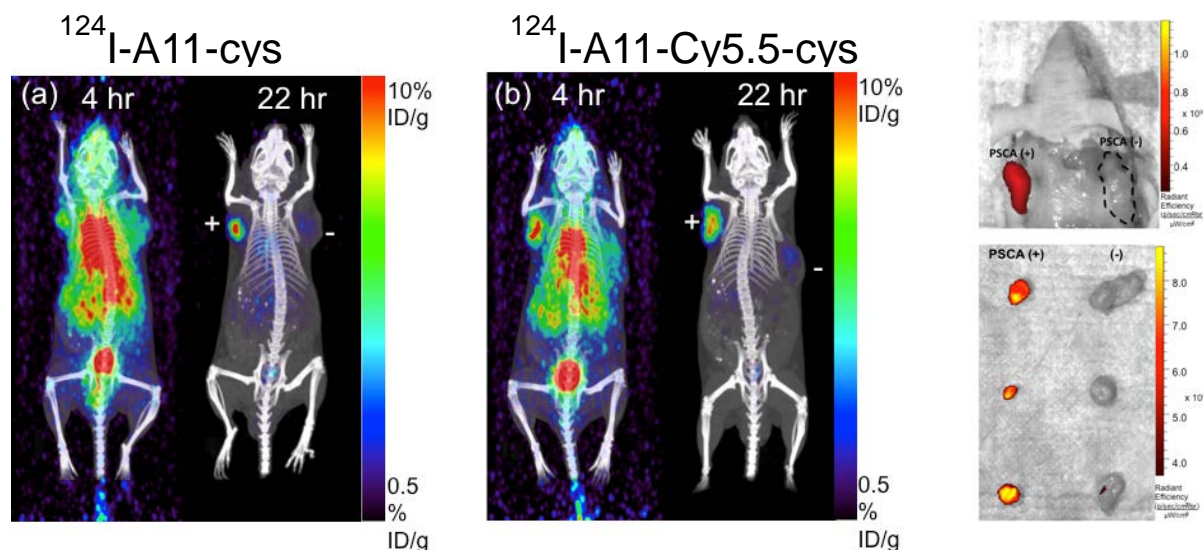 ¹²⁴I-A11-cys
¹²⁴I-A11-Cy5.5-cys
(a) 4 hr 22 hr
10%
ID/g
+ -
0.5
%
ID/g
(b) 4 hr 22 hr
10%
ID/g
+
-
0.5
%
ID/g
PSCA (+)
PSCA (-)
1.0
0.8
0.6
0.4
Radiant
Efficiency
PSCA (+) (-)
8.0
7.0
6.0
5.0
4.0
Radiant
Efficiency